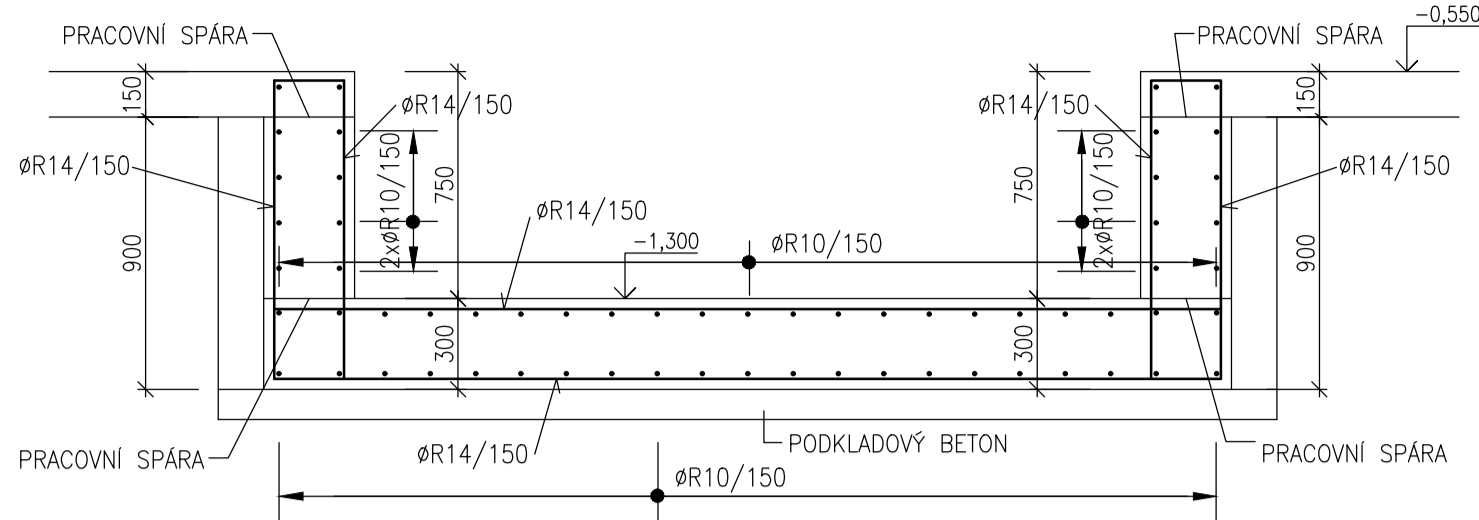 -0,550
PRACOVNÍ SPÁRA
PRACOVNÍ SPÁRA
150
150
øR14/150
øR14/150
øR14/150
øR14/150
2xøR10/150
2xøR10/150
750
750
900
900
øR14/150
-1,300
øR10/150
300
300
PRACOVNÍ SPÁRA
øR14/150
PODKLADOVÝ BETON
PRACOVNÍ SPÁRA
øR10/150